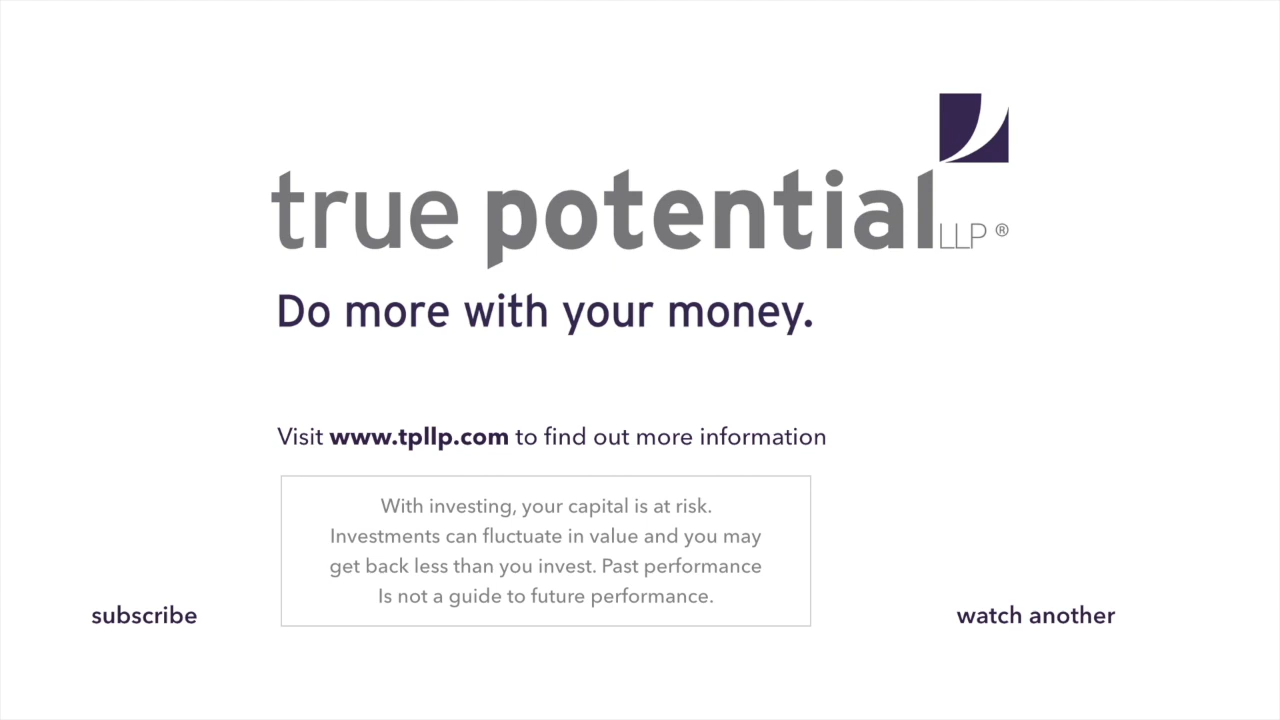 true potential LLP ®
Do more with your money.
Visit www.tpllp.com to find out more information
With investing, your capital is at risk.
Investments can fluctuate in value and you may
get back less than you invest. Past performance
Is not a guide to future performance.
subscribe
watch another